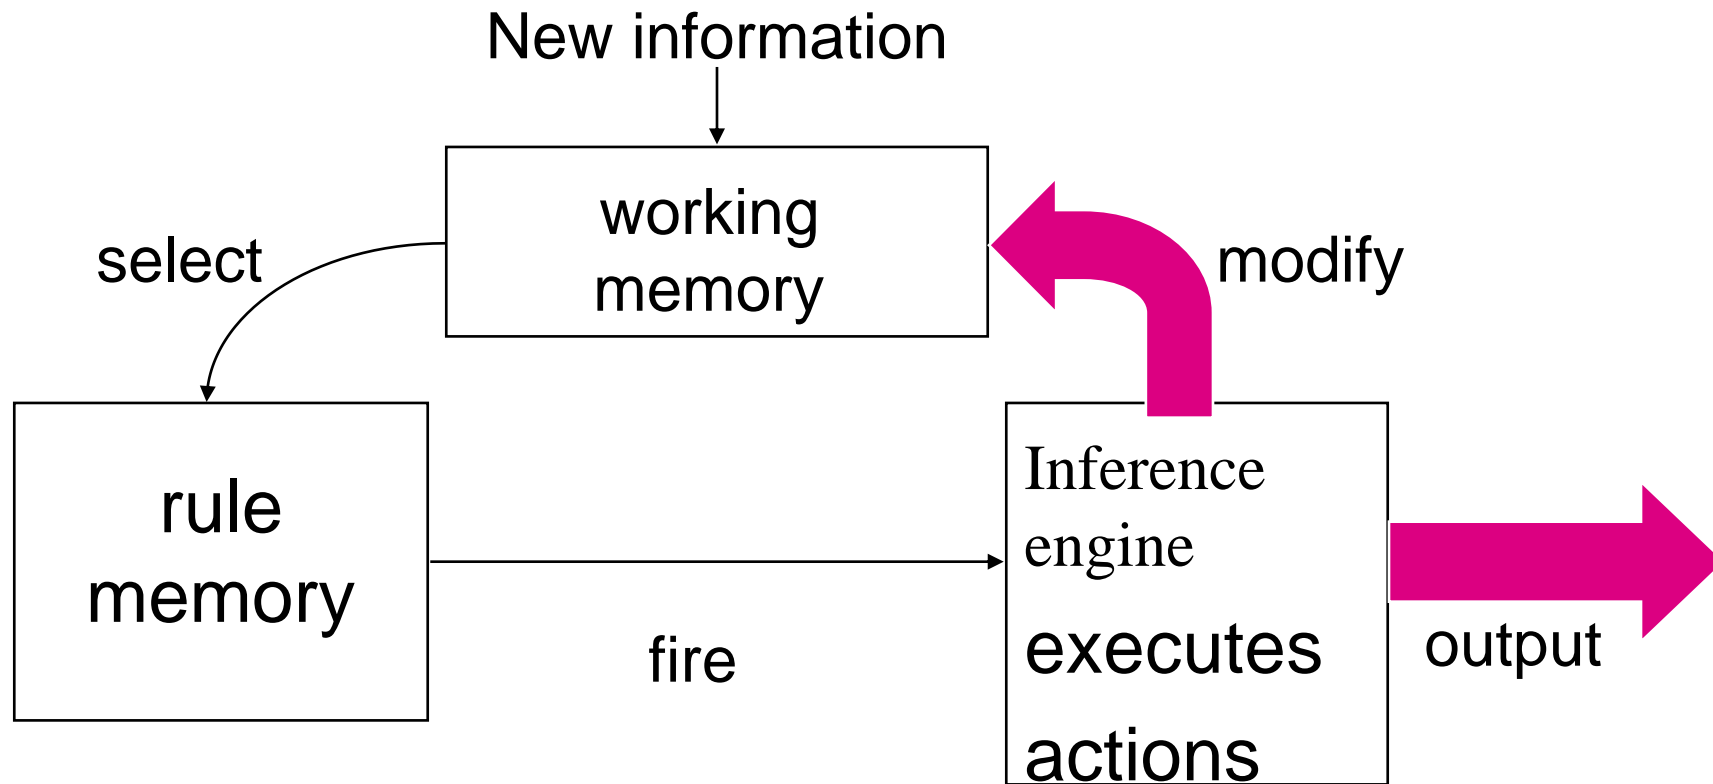 New information
working
memory
select
modify
rule
memory
Inference
engine
executes
actions
fire
output